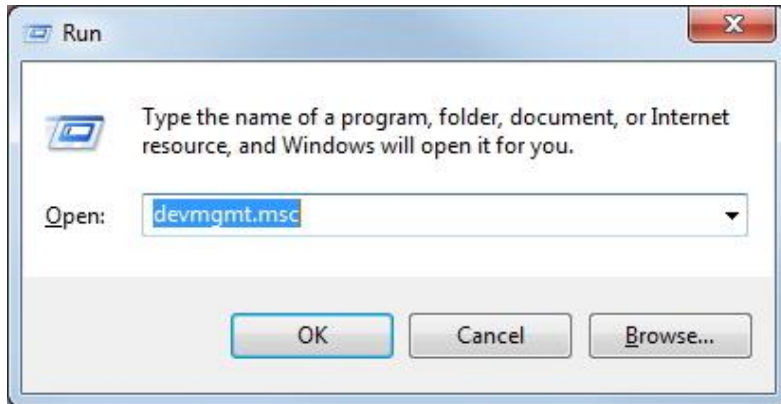 Run
Type the name of a program, folder, document, or Internet
resource, and Windows will open it for you.
Open: devmgmt.msc
OK Cancel Browse...